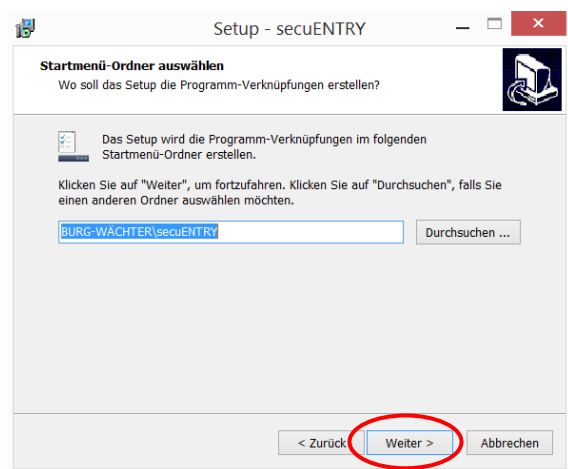 Setup - secuENTRY
Startmenü-Ordner auswählen
Wo soll das Setup die Programm-Verknüpfungen erstellen?
Das Setup wird die Programm-Verknüpfungen im folgenden
Startmenü-Ordner erstellen.
Klicken Sie auf "Weiter", um fortzufahren. Klicken Sie auf "Durchsuchen", falls Sie
einen anderen Ordner auswählen möchten.
BURG-WÄCHTER\secuENTRY
Durchsuchen ...
< Zurück
Weiter >
Abbrechen